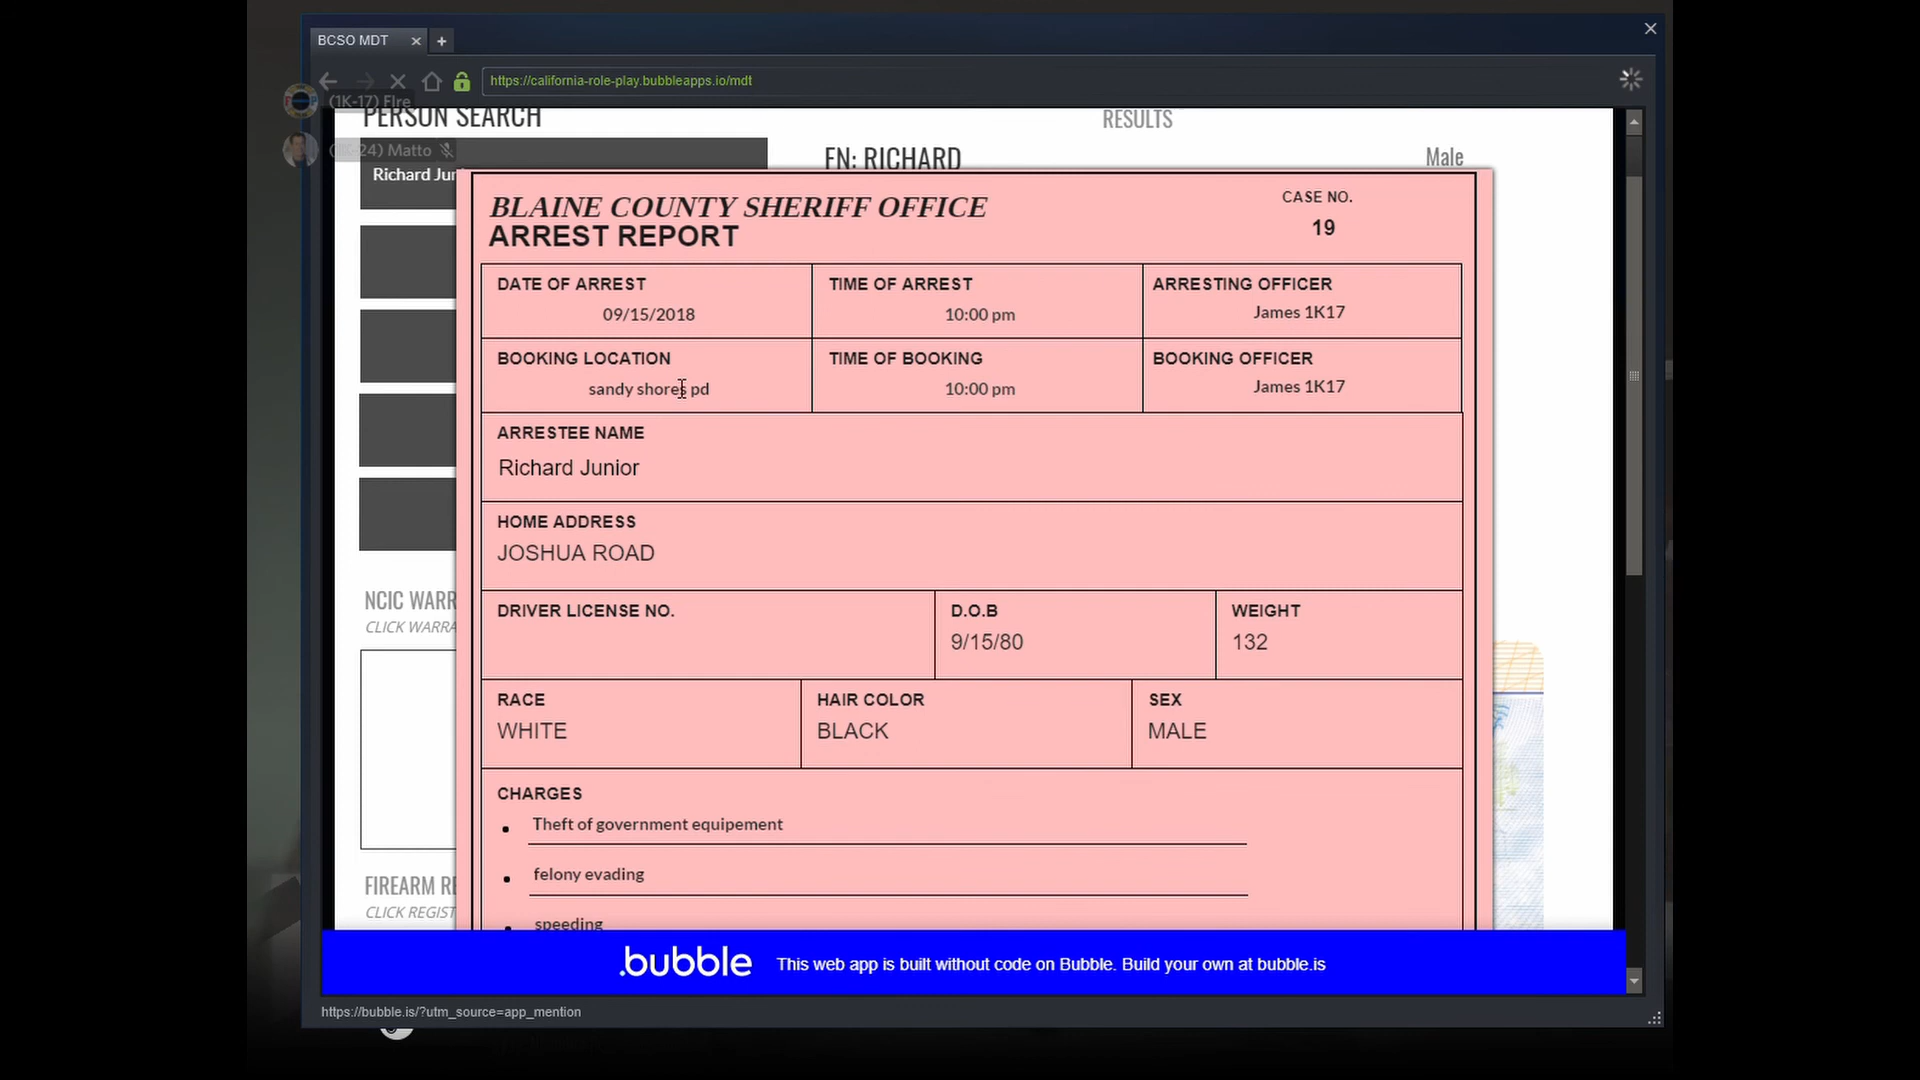 BCSO MDT
https://california-role-play.bubbleapps.io/mdt
(1K-17) FIre
PERSON SEARCH
RESULTS
24) Matto
FN: RICHARD
Male
Richard Jun
BLAINE COUNTY SHERIFF OFFICE
CASE NO.
ARREST REPORT
19
DATE OF ARREST
TIME OF ARREST
ARRESTING OFFICER
09/15/2018
10:00 pm
James 1K17
BOOKING LOCATION
TIME OF BOOKING
BOOKING OFFICER
sandy shores pd
10:00 pm
James 1K17
ARRESTEE NAME
Richard Junior
HOME ADDRESS
JOSHUA ROAD
NCIC WARR
CLICK WARRA
DRIVER LICENSE NO.
D.O.B
WEIGHT
9/15/80
132
RACE
HAIR COLOR
SEX
WHITE
BLACK
MALE
CHARGES
Theft of government equipement
felony evading
FIREARM RE
CLICK REGIST
speeding
.bubble
This web app is built without code on Bubble. Build your own at bubble.is
https://bubble.is/?utm_source=app_mention